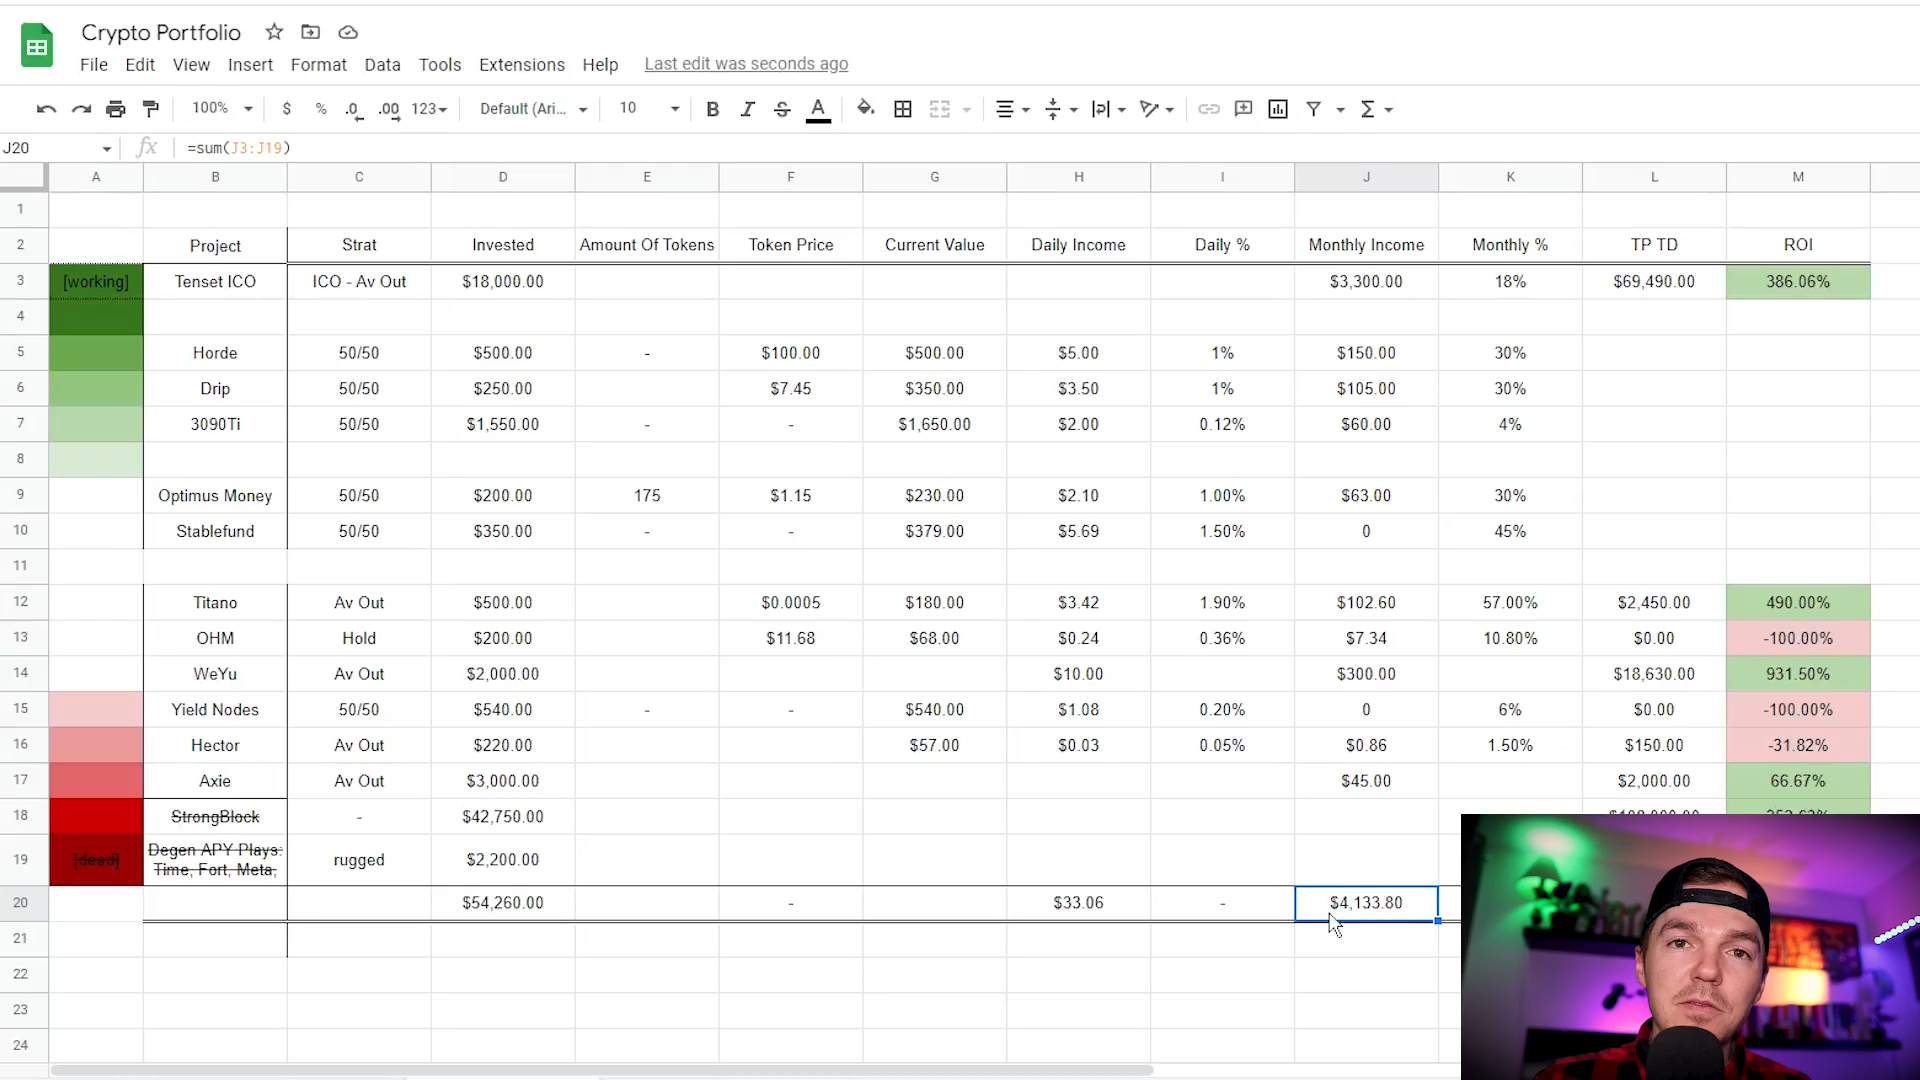 Crypto Portfolio
File Edit View Insert Format Data Tools Extensions Help Last edit was seconds ago
100% $ % .0 .00 123 Default (Ari... 10 B I S A Σ
J20 fx =sum(J3:J19)
A B C D E F G H I J K L M
1
2 Project Strat Invested Amount Of Tokens Token Price Current Value Daily Income Daily % Monthly Income Monthly % TP TD ROI
3 [working] Tenset ICO ICO - Av Out $18,000.00 $3,300.00 18% $69,490.00 386.06%
4
5 Horde 50/50 $500.00 - $100.00 $500.00 $5.00 1% $150.00 30%
6 Drip 50/50 $250.00 $7.45 $350.00 $3.50 1% $105.00 30%
7 3090Ti 50/50 $1,550.00 - - $1,650.00 $2.00 0.12% $60.00 4%
8
9 Optimus Money 50/50 $200.00 175 $1.15 $230.00 $2.10 1.00% $63.00 30%
10 Stablefund 50/50 $350.00 - - $379.00 $5.69 1.50% 0 45%
11
12 Titano Av Out $500.00 $0.0005 $180.00 $3.42 1.90% $102.60 57.00% $2,450.00 490.00%
13 OHM Hold $200.00 $11.68 $68.00 $0.24 0.36% $7.34 10.80% $0.00 -100.00%
14 WeYu Av Out $2,000.00 $10.00 $300.00 $18,630.00 931.50%
15 Yield Nodes 50/50 $540.00 - - $540.00 $1.08 0.20% 0 6% $0.00 -100.00%
16 Hector Av Out $220.00 $57.00 $0.03 0.05% $0.86 1.50% $150.00 -31.82%
17 Axie Av Out $3,000.00 $45.00 $2,000.00 66.67%
18 StrongBlock - $42,750.00
19 [dead] Degen APY Plays: rugged $2,200.00
Time, Fort, Meta,
20 $54,260.00 - $33.06 - $4,133.80
21
22
23
24